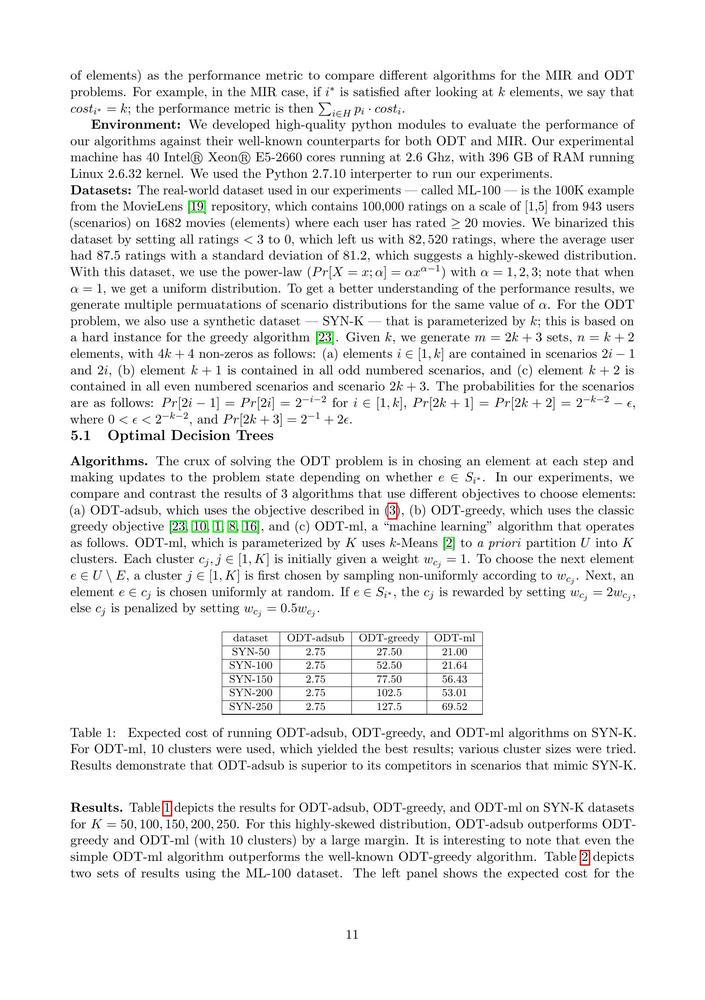 of elements) as the performance metric to compare different algorithms for the MIR and ODT
problems. For example, in the MIR case, if i* is satisfied after looking at k elements, we say that
cost_{i*} = k; the performance metric is then ∑_{i∈H} p_i · cost_i.
Environment: We developed high-quality python modules to evaluate the performance of
our algorithms against their well-known counterparts for both ODT and MIR. Our experimental
machine has 40 Intel® Xeon® E5-2660 cores running at 2.6 Ghz, with 396 GB of RAM running
Linux 2.6.32 kernel. We used the Python 2.7.10 interperter to run our experiments.
Datasets: The real-world dataset used in our experiments — called ML-100 — is the 100K example
from the MovieLens [19] repository, which contains 100,000 ratings on a scale of [1,5] from 943 users
(scenarios) on 1682 movies (elements) where each user has rated ≥ 20 movies. We binarized this
dataset by setting all ratings < 3 to 0, which left us with 82,520 ratings, where the average user
had 87.5 ratings with a standard deviation of 81.2, which suggests a highly-skewed distribution.
With this dataset, we use the power-law (Pr[X = x; α] = αx^{α−1}) with α = 1, 2, 3; note that when
α = 1, we get a uniform distribution. To get a better understanding of the performance results, we
generate multiple permuatations of scenario distributions for the same value of α. For the ODT
problem, we also use a synthetic dataset — SYN-K — that is parameterized by k; this is based on
a hard instance for the greedy algorithm [23]. Given k, we generate m = 2k + 3 sets, n = k + 2
elements, with 4k + 4 non-zeros as follows: (a) elements i ∈ [1, k] are contained in scenarios 2i − 1
and 2i, (b) element k + 1 is contained in all odd numbered scenarios, and (c) element k + 2 is
contained in all even numbered scenarios and scenario 2k + 3. The probabilities for the scenarios
are as follows: Pr[2i − 1] = Pr[2i] = 2^{−i−2} for i ∈ [1, k], Pr[2k + 1] = Pr[2k + 2] = 2^{−k−2} − ϵ,
where 0 < ϵ < 2^{−k−2}, and Pr[2k + 3] = 2^{−1} + 2ϵ.
5.1 Optimal Decision Trees
Algorithms. The crux of solving the ODT problem is in chosing an element at each step and
making updates to the problem state depending on whether e ∈ S_{i*}. In our experiments, we
compare and contrast the results of 3 algorithms that use different objectives to choose elements:
(a) ODT-adsub, which uses the objective described in (3), (b) ODT-greedy, which uses the classic
greedy objective [23, 10, 1, 8, 16], and (c) ODT-ml, a “machine learning” algorithm that operates
as follows. ODT-ml, which is parameterized by K uses k-Means [2] to a priori partition U into K
clusters. Each cluster c_j, j ∈ [1, K] is initially given a weight w_{c_j} = 1. To choose the next element
e ∈ U \ E, a cluster j ∈ [1, K] is first chosen by sampling non-uniformly according to w_{c_j}. Next, an
element e ∈ c_j is chosen uniformly at random. If e ∈ S_{i*}, the c_j is rewarded by setting w_{c_j} = 2w_{c_j},
else c_j is penalized by setting w_{c_j} = 0.5w_{c_j}.
dataset ODT-adsub ODT-greedy ODT-ml
SYN-50 2.75 27.50 21.00
SYN-100 2.75 52.50 21.64
SYN-150 2.75 77.50 56.43
SYN-200 2.75 102.5 53.01
SYN-250 2.75 127.5 69.52
Table 1: Expected cost of running ODT-adsub, ODT-greedy, and ODT-ml algorithms on SYN-K.
For ODT-ml, 10 clusters were used, which yielded the best results; various cluster sizes were tried.
Results demonstrate that ODT-adsub is superior to its competitors in scenarios that mimic SYN-K.
Results. Table 1 depicts the results for ODT-adsub, ODT-greedy, and ODT-ml on SYN-K datasets
for K = 50, 100, 150, 200, 250. For this highly-skewed distribution, ODT-adsub outperforms ODT-
greedy and ODT-ml (with 10 clusters) by a large margin. It is interesting to note that even the
simple ODT-ml algorithm outperforms the well-known ODT-greedy algorithm. Table 2 depicts
two sets of results using the ML-100 dataset. The left panel shows the expected cost for the
11